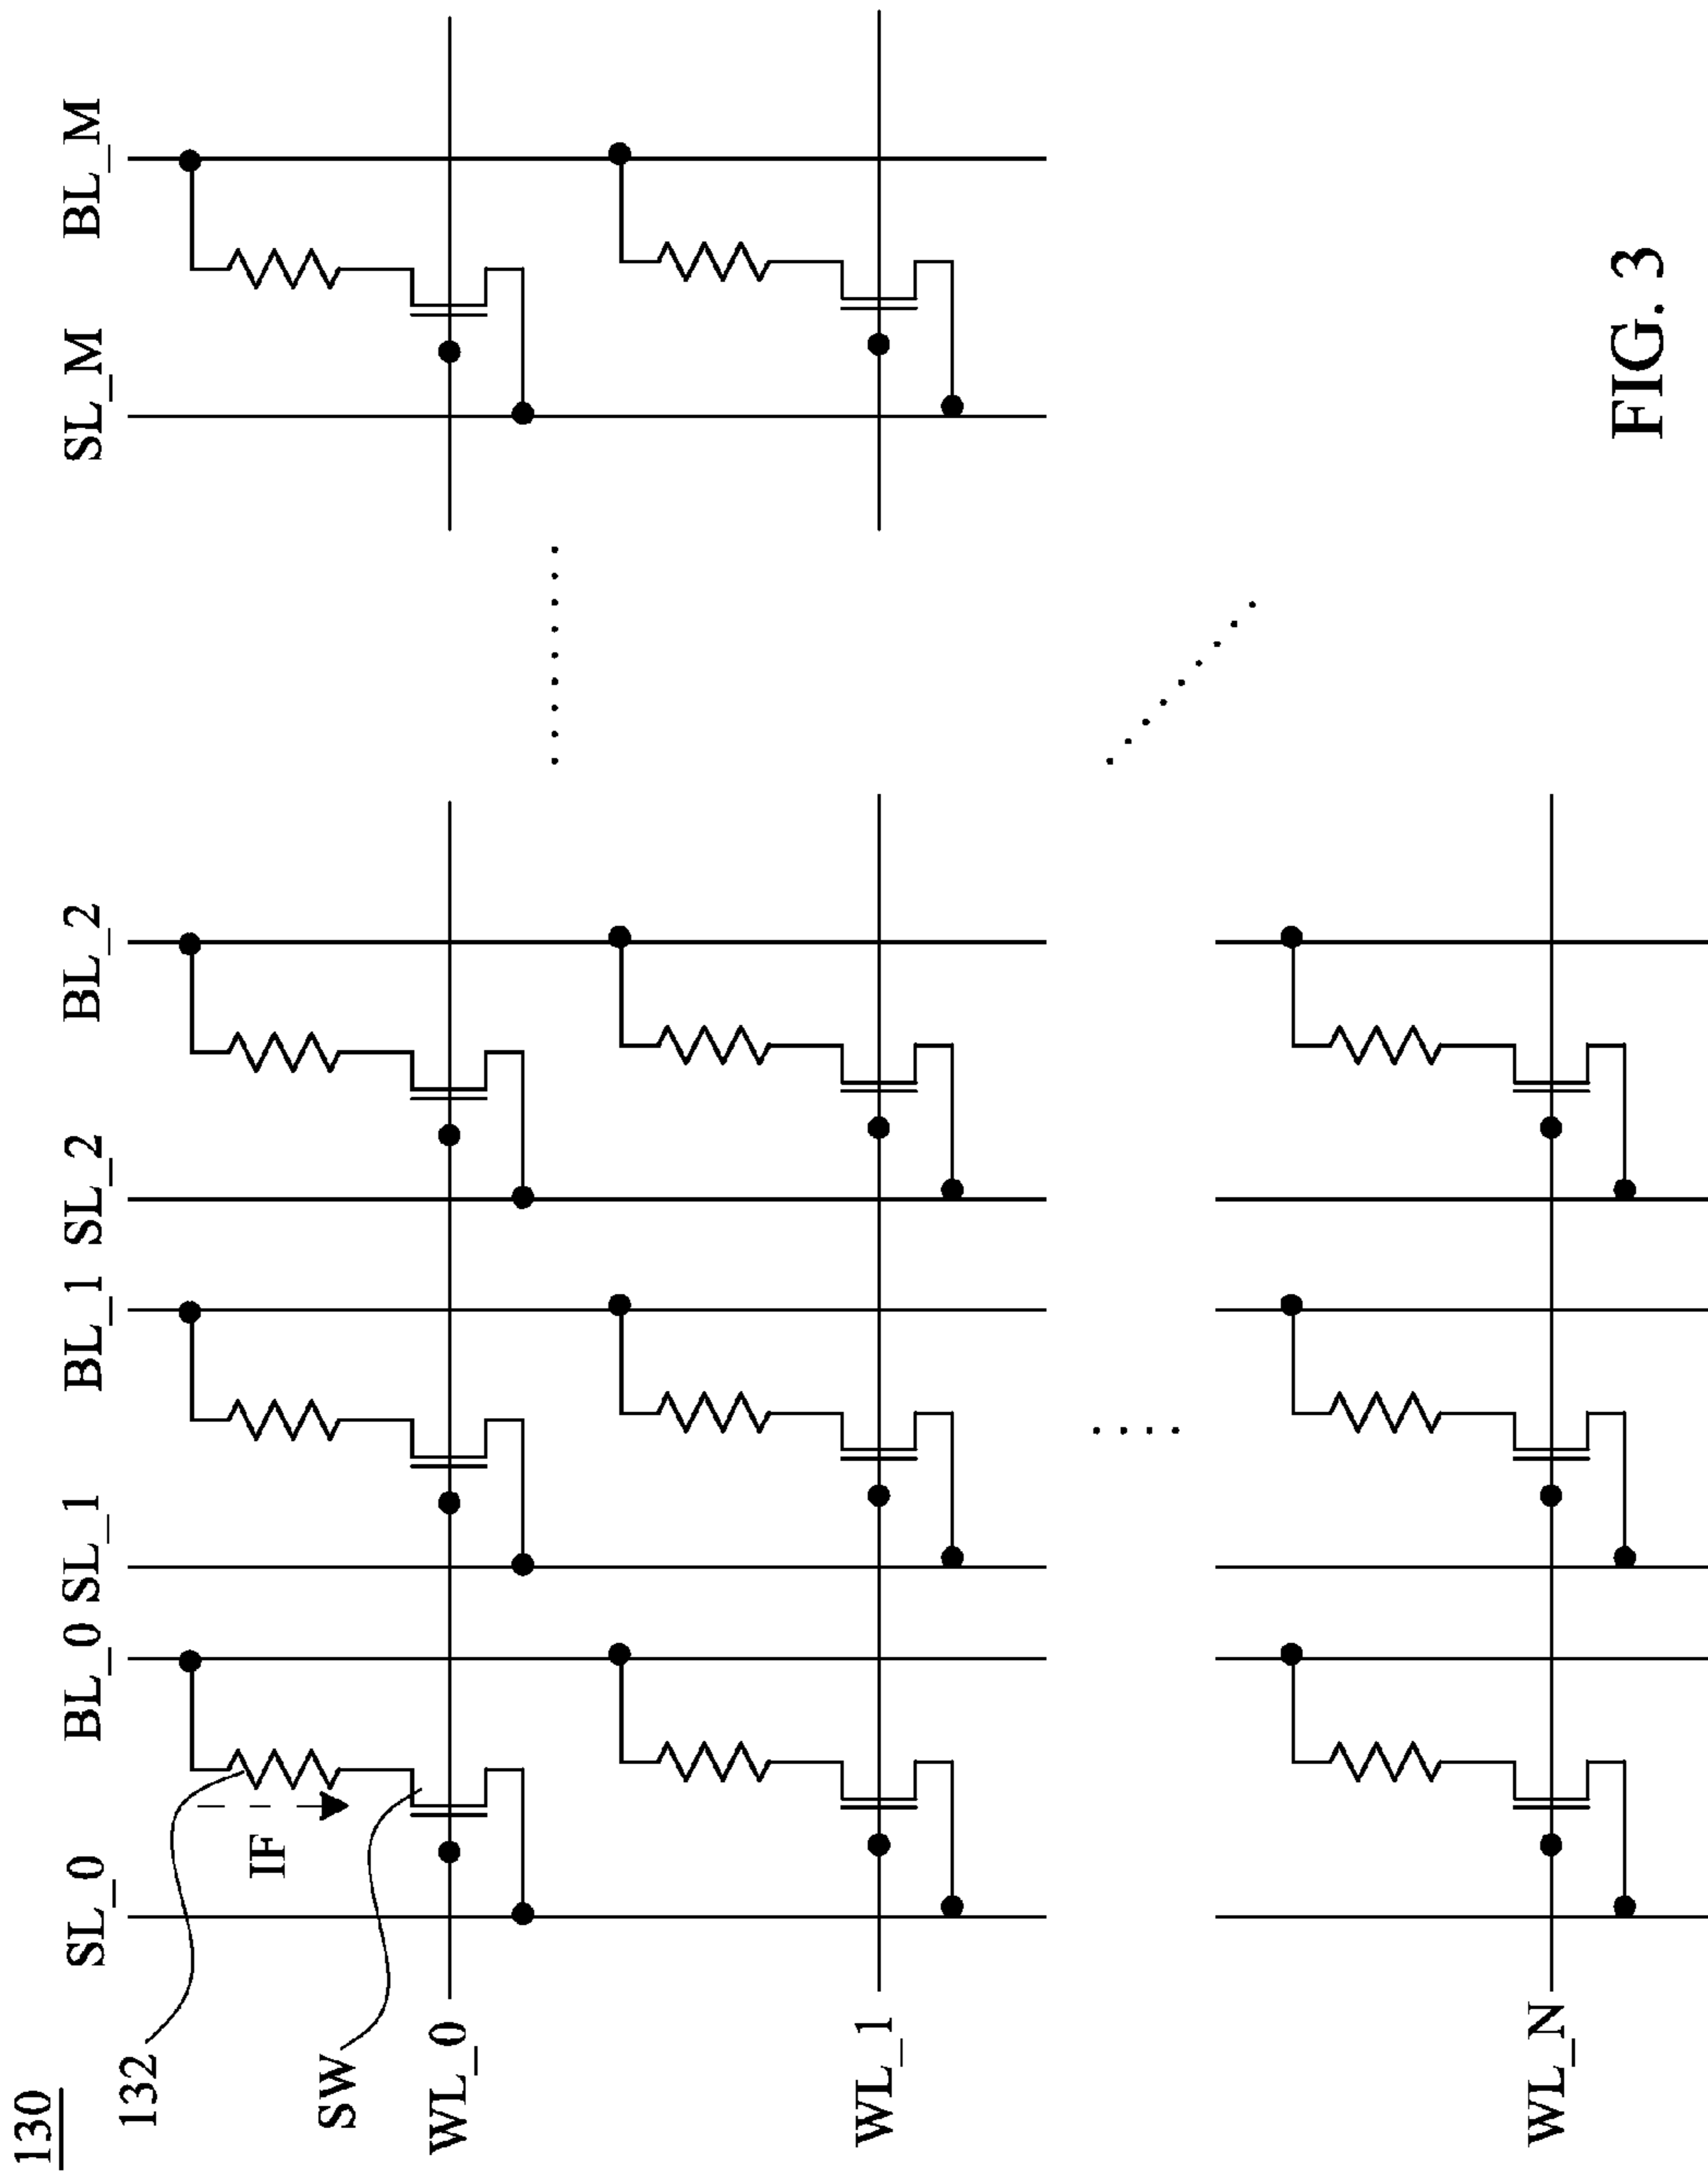 130
SL_0 BL_0 SL_1 BL_1 SL_2 BL_2 SL_M BL_M
132
IF
SW
WL_0
WL_1
WL_N
FIG. 3